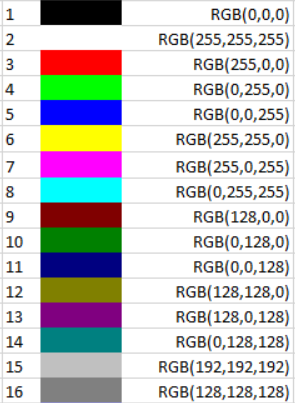 1 RGB(0,0,0)
2 RGB(255,255,255)
3 RGB(255,0,0)
4 RGB(0,255,0)
5 RGB(0,0,255)
6 RGB(255,255,0)
7 RGB(255,0,255)
8 RGB(0,255,255)
9 RGB(128,0,0)
10 RGB(0,128,0)
11 RGB(0,0,128)
12 RGB(128,128,0)
13 RGB(128,0,128)
14 RGB(0,128,128)
15 RGB(192,192,192)
16 RGB(128,128,128)